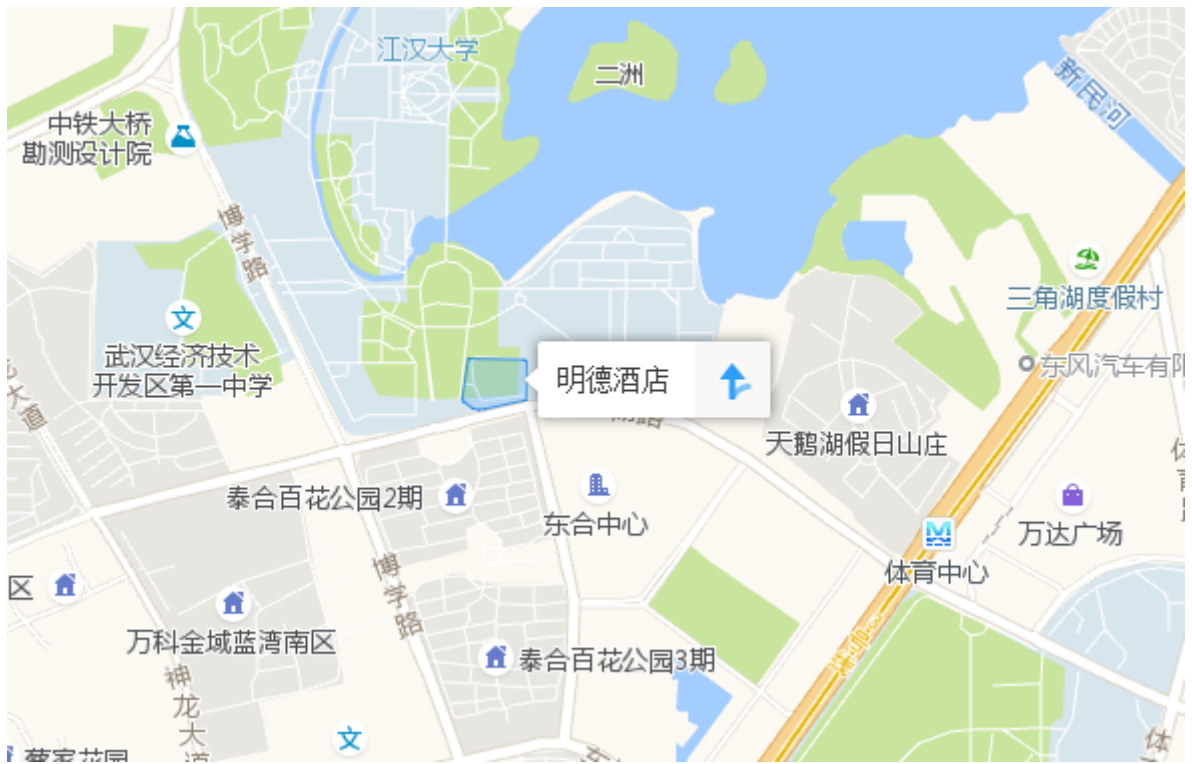 江汉大学
二洲
新民河
中铁大桥
勘测设计院
博学路
三角湖度假村
武汉经济技术
开发区第一中学
东风汽车有
明德酒店
大道
天鹅湖假日山庄
泰合百花公园2期
东合中心
万达广场
体育中心
区
博学路
万科金域蓝湾南区
泰合百花公园3期
神龙大道
体